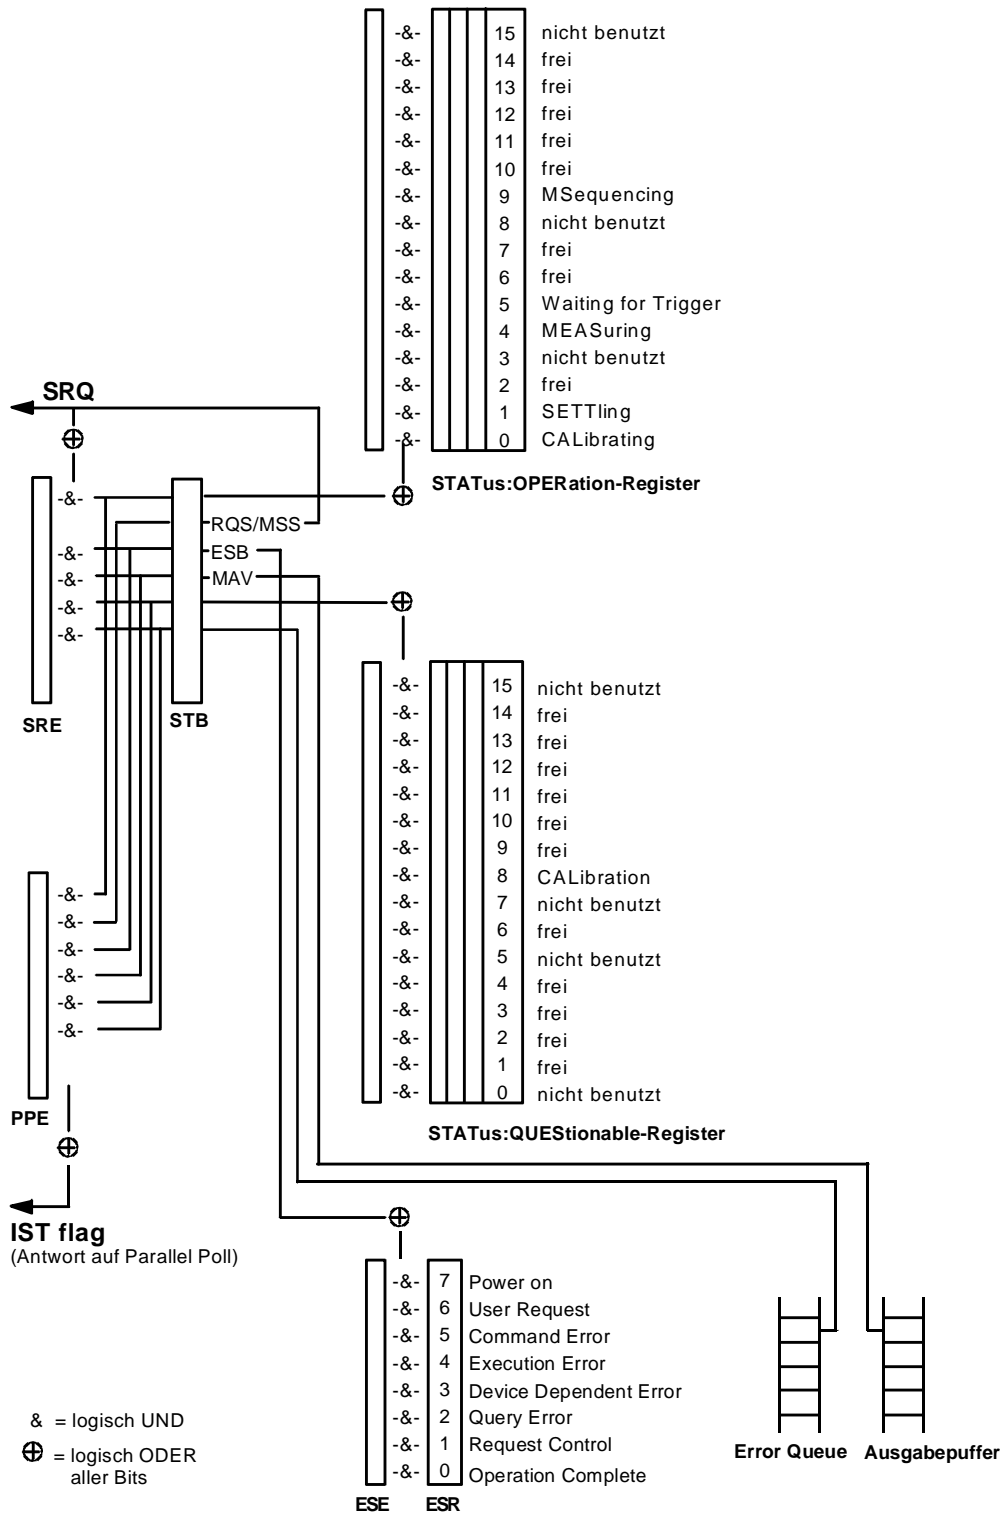 -&- 15 nicht benutzt
-&- 14 frei
-&- 13 frei
-&- 12 frei
-&- 11 frei
-&- 10 frei
-&- 9 MSequencing
-&- 8 nicht benutzt
-&- 7 frei
-&- 6 frei
-&- 5 Waiting for Trigger
-&- 4 MEASuring
-&- 3 nicht benutzt
-&- 2 frei
-&- 1 SETTling
-&- 0 CALibrating
STATus:OPERation-Register
SRQ
-&-
RQS/MSS
-&- ESB
-&- MAV
-&-
-&-
SRE
STB
-&- 15 nicht benutzt
-&- 14 frei
-&- 13 frei
-&- 12 frei
-&- 11 frei
-&- 10 frei
-&- 9 frei
-&- 8 CALibration
-&- 7 nicht benutzt
-&- 6 frei
-&- 5 nicht benutzt
-&- 4 frei
-&- 3 frei
-&- 2 frei
-&- 1 frei
-&- 0 nicht benutzt
STATus:QUEStionable-Register
-&-
-&-
-&-
-&-
-&-
-&-
PPE
IST flag
(Antwort auf Parallel Poll)
-&- 7 Power on
-&- 6 User Request
-&- 5 Command Error
-&- 4 Execution Error
-&- 3 Device Dependent Error
-&- 2 Query Error
-&- 1 Request Control
-&- 0 Operation Complete
ESE ESR
Error Queue Ausgabepuffer
& = logisch UND
⊕ = logisch ODER
aller Bits